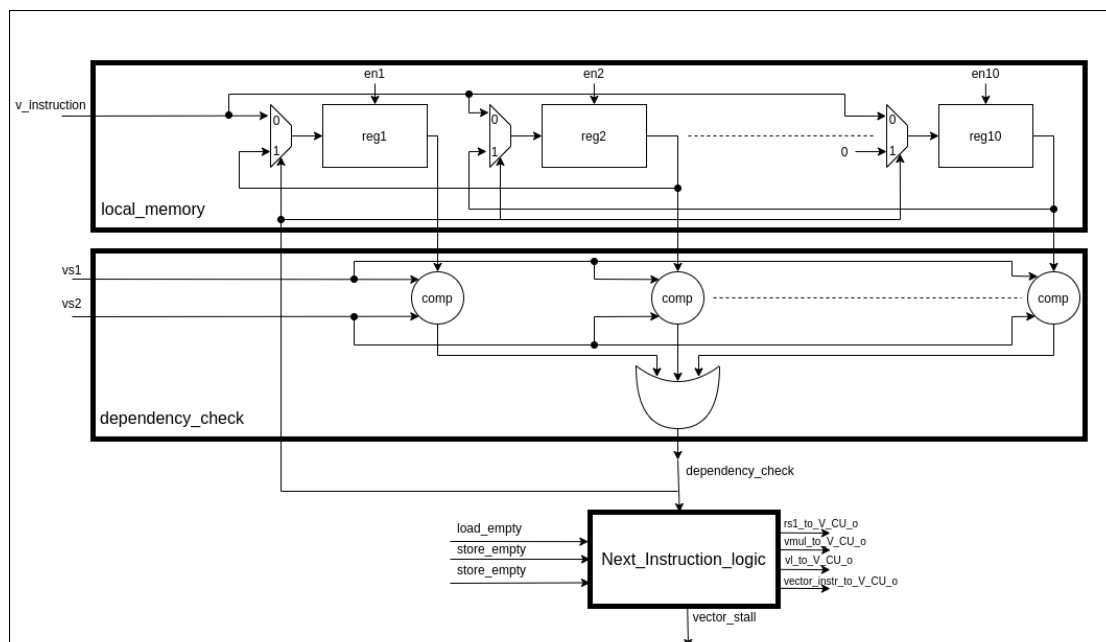 en1
en2
en10
v_instruction
0
0
0
reg1
reg2
reg10
1
1
0
1
local_memory
vs1
vs2
comp
comp
comp
dependency_check
dependency_check
load_empty
store_empty
store_empty
Next_Instruction_logic
rs1_to_V_CU_o
vmul_to_V_CU_o
vl_to_V_CU_o
vector_instr_to_V_CU_o
vector_stall